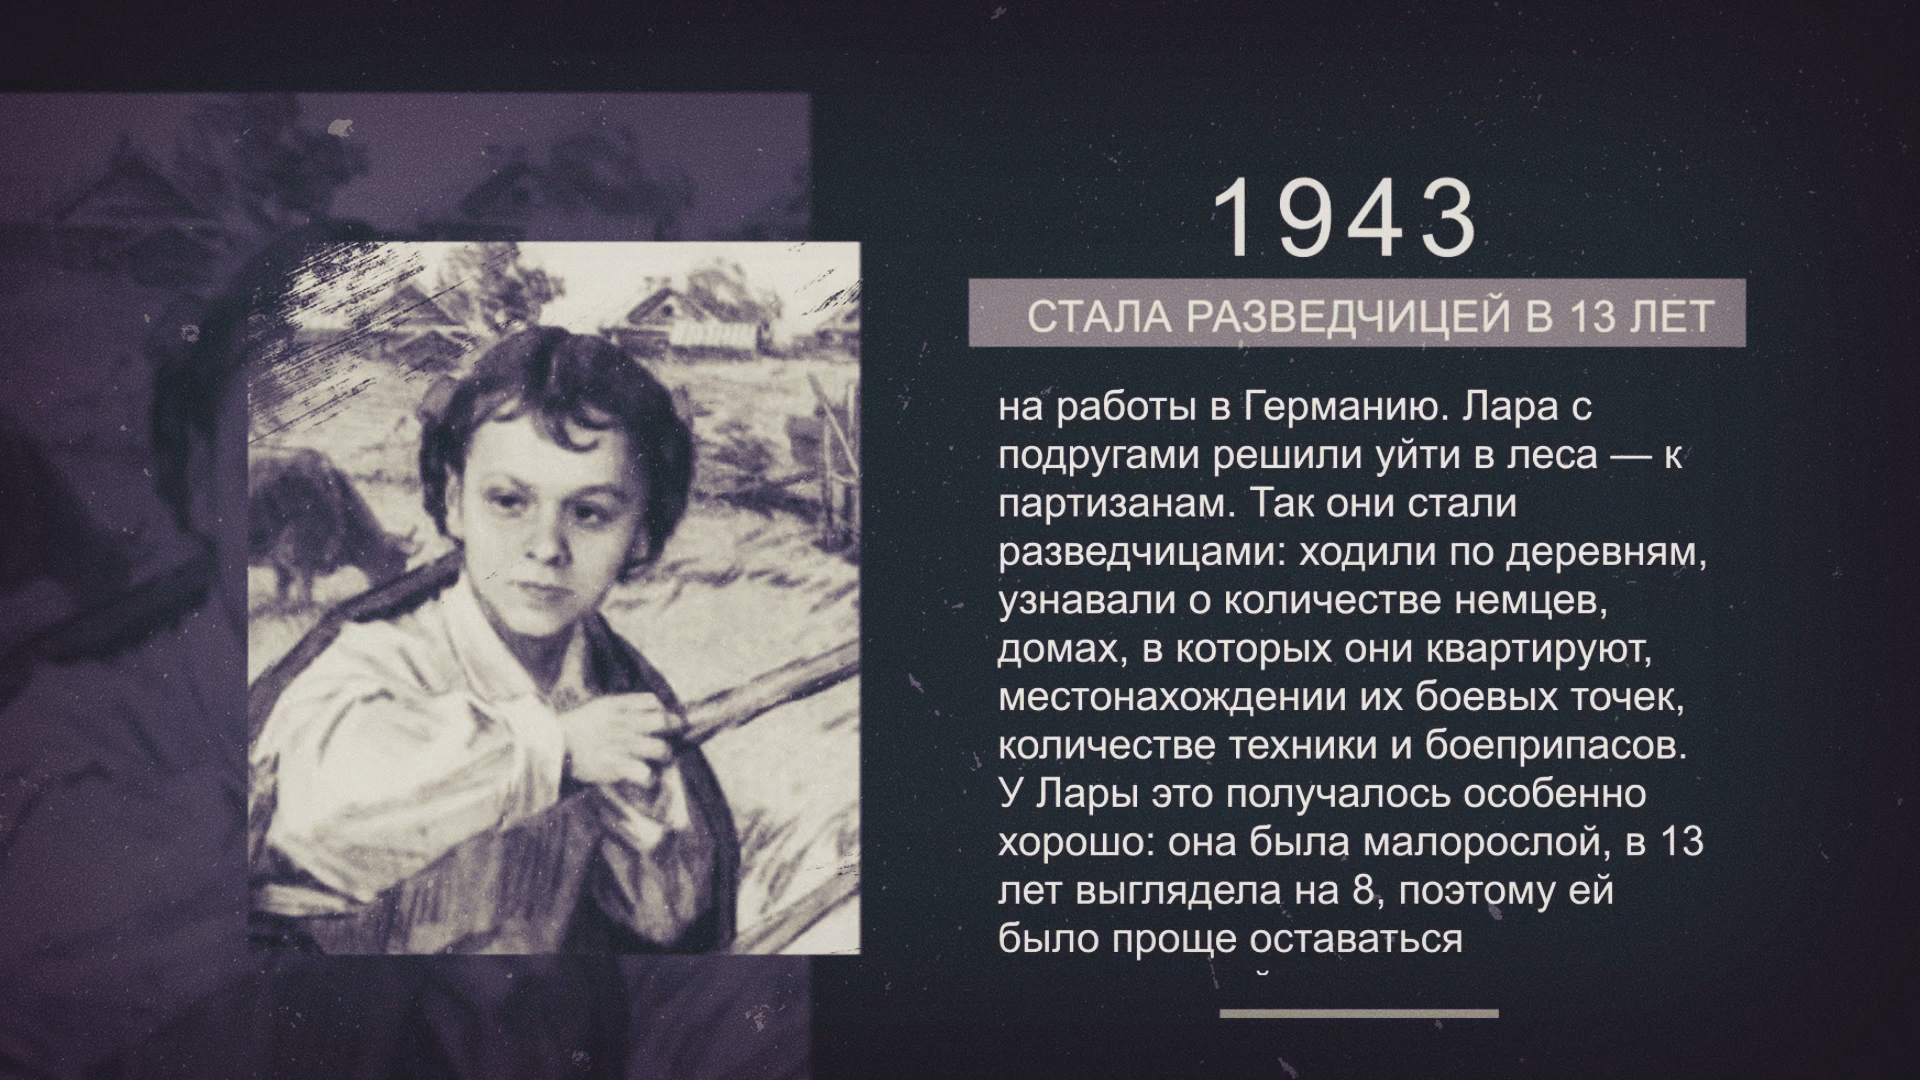 1943
СТАЛА РАЗВЕДЧИЦЕЙ В 13 ЛЕТ
на работы в Германию. Лара с
подругами решили уйти в леса — к
партизанам. Так они стали
разведчицами: ходили по деревням,
узнавали о количестве немцев,
домах, в которых они квартируют,
местонахождении их боевых точек,
количестве техники и боеприпасов.
У Лары это получалось особенно
хорошо: она была малорослой, в 13
лет выглядела на 8, поэтому ей
было проще оставаться